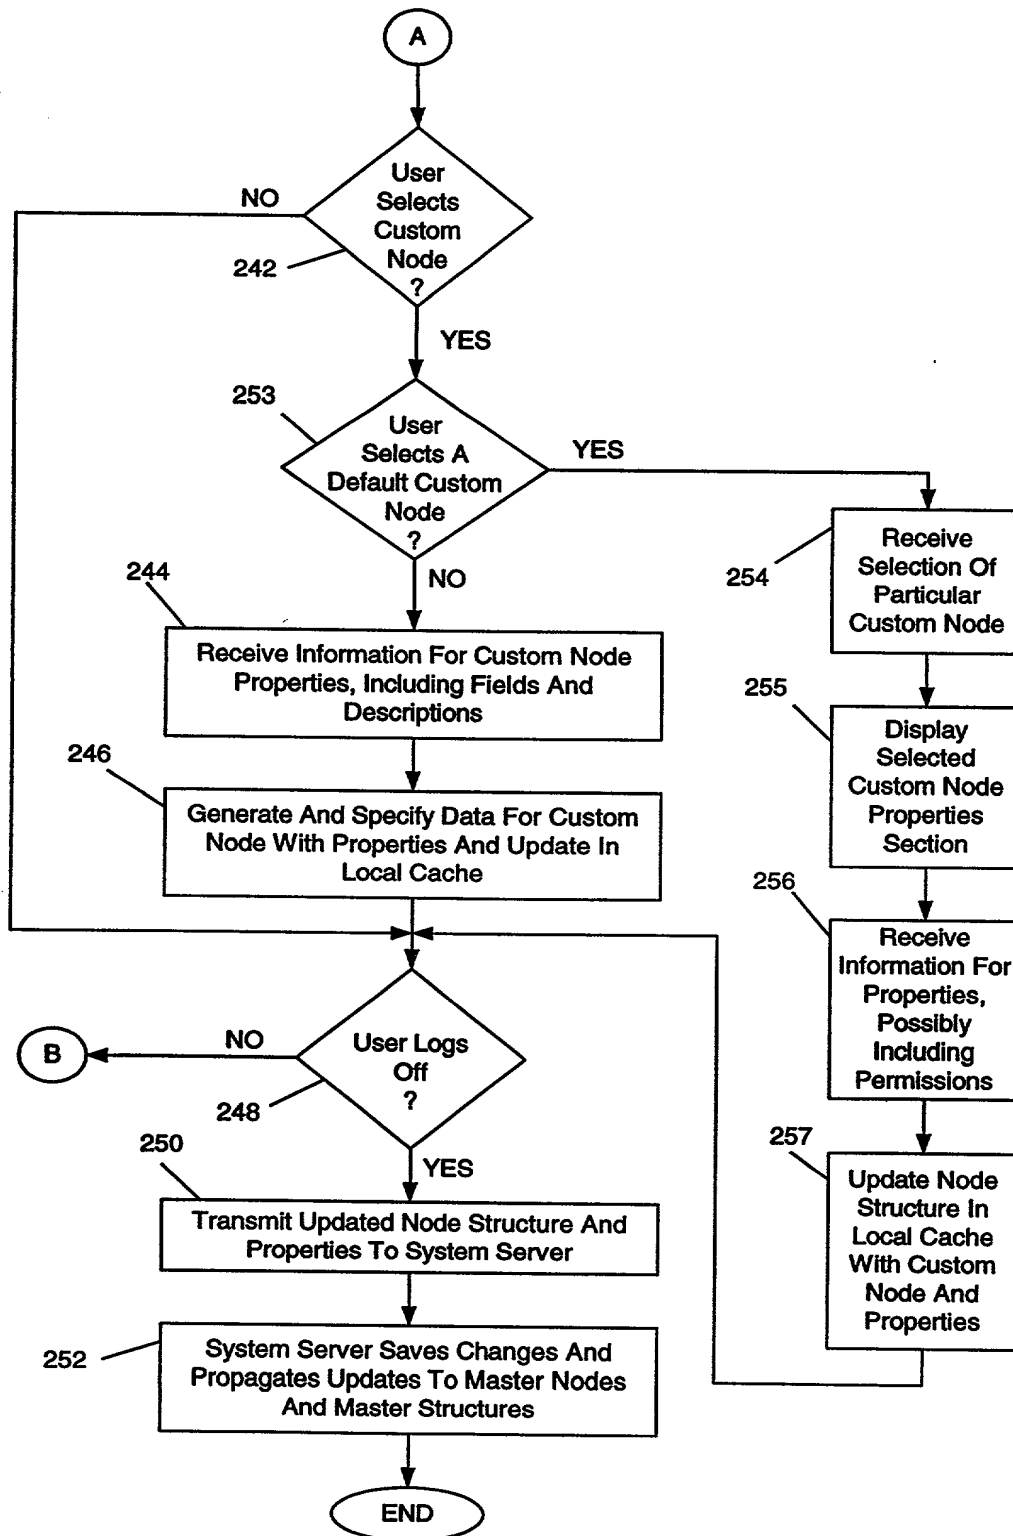 A
User
Selects
Custom
Node
?
NO
242
YES
253
User
Selects A
Default Custom
Node
?
YES
NO
254
Receive
Selection Of
Particular
Custom Node
244
Receive Information For Custom Node
Properties, Including Fields And
Descriptions
255
Display
Selected
Custom Node
Properties
Section
246
Generate And Specify Data For Custom
Node With Properties And Update In
Local Cache
256
Receive
Information For
Properties,
Possibly
Including
Permissions
B
NO
User Logs
Off
?
248
YES
257
Update Node
Structure In
Local Cache
With Custom
Node And
Properties
250
Transmit Updated Node Structure And
Properties To System Server
252
System Server Saves Changes And
Propagates Updates To Master Nodes
And Master Structures
END